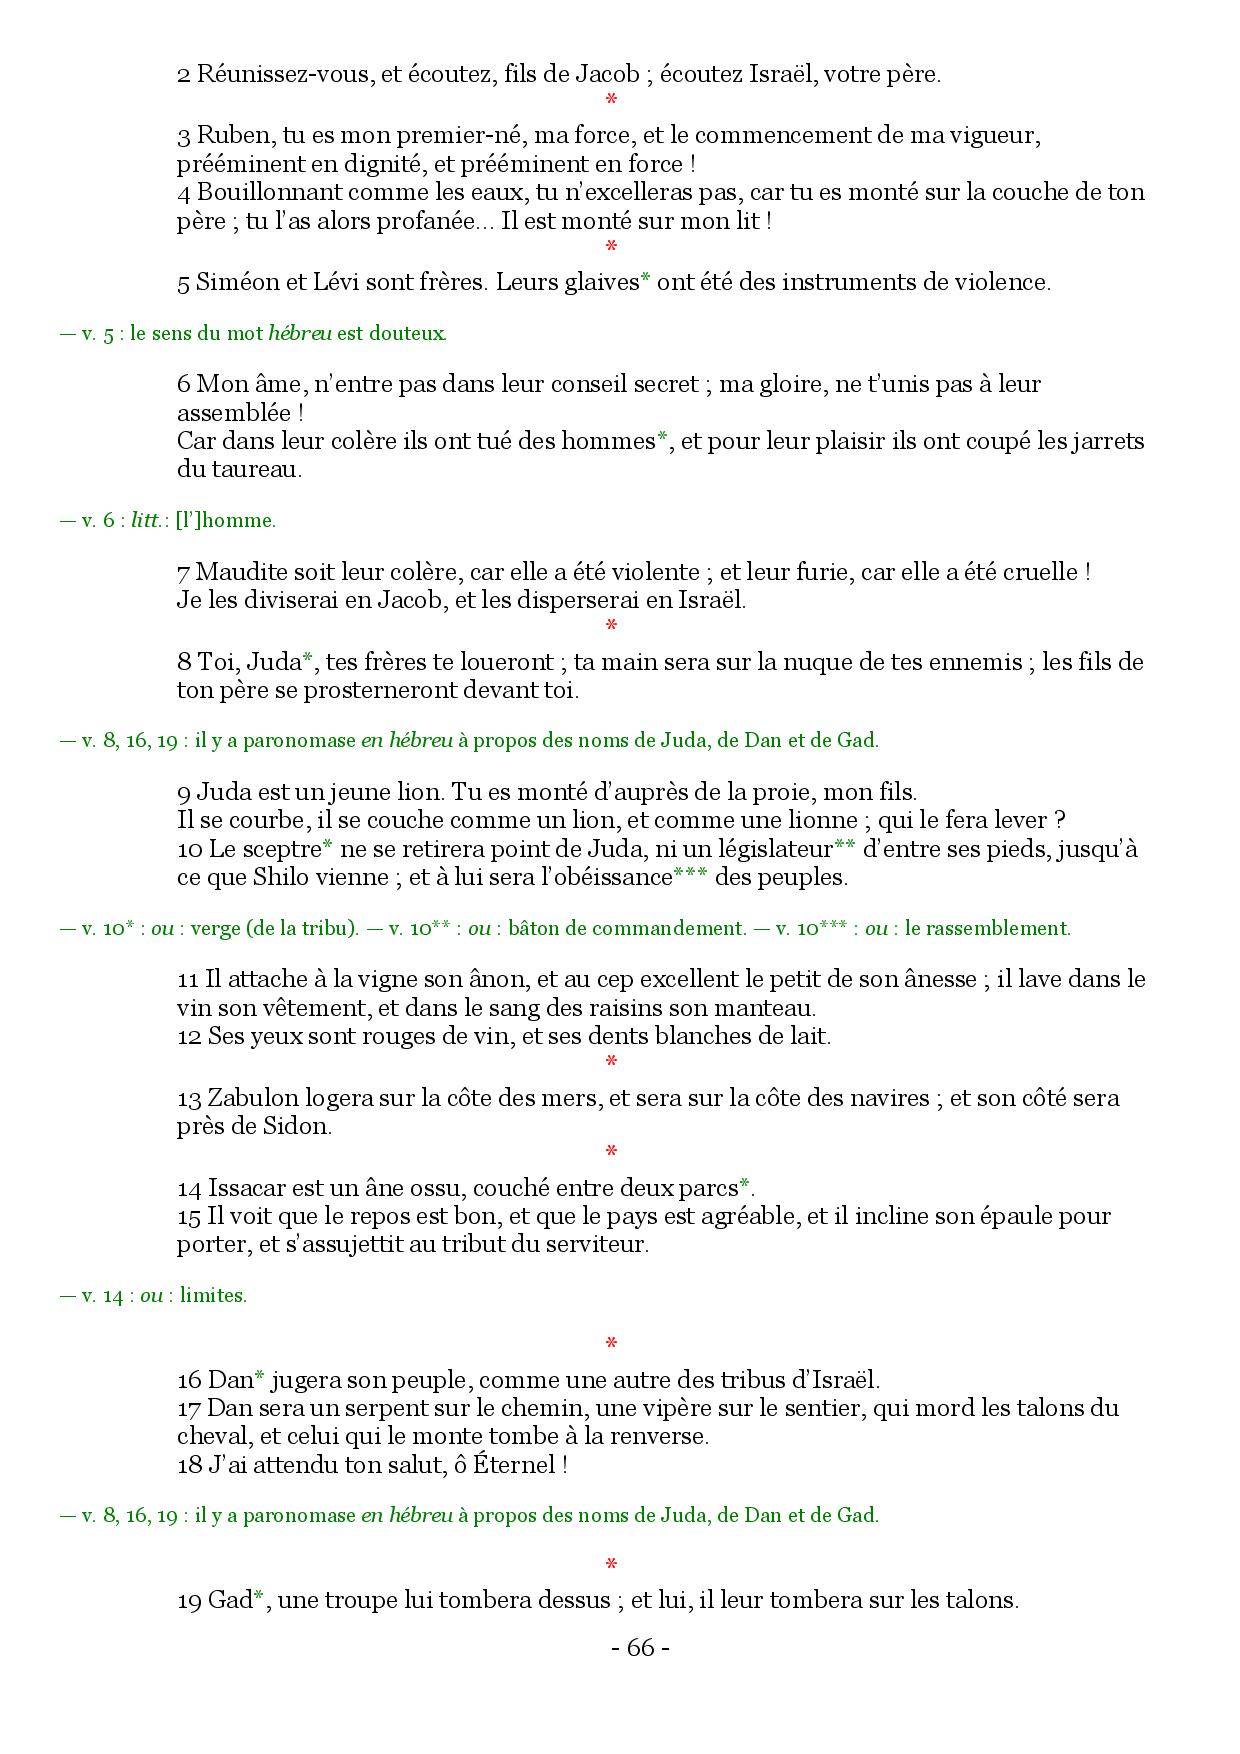 2 Réunissez-vous, et écoutez, fils de Jacob ; écoutez Israël, votre père.
*
3 Ruben, tu es mon premier-né, ma force, et le commencement de ma vigueur,
prééminent en dignité, et prééminent en force !
4 Bouillonnant comme les eaux, tu n’excelleras pas, car tu es monté sur la couche de ton
père ; tu l’as alors profanée… Il est monté sur mon lit !
*
5 Siméon et Lévi sont frères. Leurs glaives* ont été des instruments de violence.
— v. 5 : le sens du mot hébreu est douteux.
6 Mon âme, n’entre pas dans leur conseil secret ; ma gloire, ne t’unis pas à leur
assemblée !
Car dans leur colère ils ont tué des hommes*, et pour leur plaisir ils ont coupé les jarrets
du taureau.
— v. 6 : litt.: [l’]homme.
7 Maudite soit leur colère, car elle a été violente ; et leur furie, car elle a été cruelle !
Je les diviserai en Jacob, et les disperserai en Israël.
*
8 Toi, Juda*, tes frères te loueront ; ta main sera sur la nuque de tes ennemis ; les fils de
ton père se prosterneront devant toi.
— v. 8, 16, 19 : il y a paronomase en hébreu à propos des noms de Juda, de Dan et de Gad.
9 Juda est un jeune lion. Tu es monté d’auprès de la proie, mon fils.
Il se courbe, il se couche comme un lion, et comme une lionne ; qui le fera lever ?
10 Le sceptre* ne se retirera point de Juda, ni un législateur** d’entre ses pieds, jusqu’à
ce que Shilo vienne ; et à lui sera l’obéissance*** des peuples.
— v. 10* : ou : verge (de la tribu). — v. 10** : ou : bâton de commandement. — v. 10*** : ou : le rassemblement.
11 Il attache à la vigne son ânon, et au cep excellent le petit de son ânesse ; il lave dans le
vin son vêtement, et dans le sang des raisins son manteau.
12 Ses yeux sont rouges de vin, et ses dents blanches de lait.
*
13 Zabulon logera sur la côte des mers, et sera sur la côte des navires ; et son côté sera
près de Sidon.
*
14 Issacar est un âne ossu, couché entre deux parcs*.
15 Il voit que le repos est bon, et que le pays est agréable, et il incline son épaule pour
porter, et s’assujettit au tribut du serviteur.
— v. 14 : ou : limites.
*
16 Dan* jugera son peuple, comme une autre des tribus d’Israël.
17 Dan sera un serpent sur le chemin, une vipère sur le sentier, qui mord les talons du
cheval, et celui qui le monte tombe à la renverse.
18 J’ai attendu ton salut, ô Éternel !
— v. 8, 16, 19 : il y a paronomase en hébreu à propos des noms de Juda, de Dan et de Gad.
*
19 Gad*, une troupe lui tombera dessus ; et lui, il leur tombera sur les talons.
- 66 -